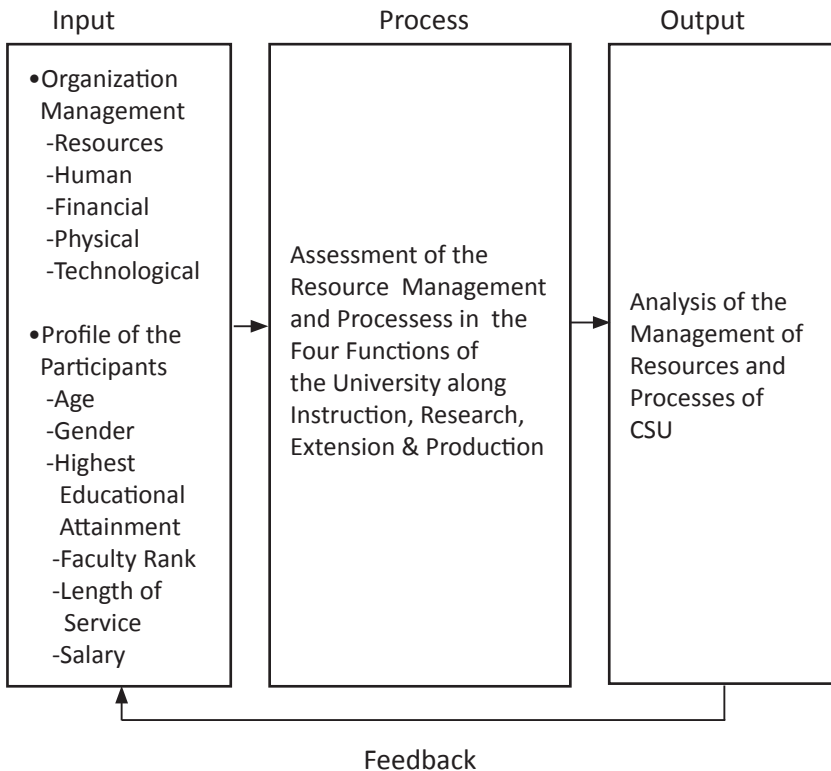 Input
Process
Output
•Organization
Management
-Resources
-Human
-Financial
-Physical
-Technological
•Profile of the
Participants
-Age
-Gender
-Highest
Educational
Attainment
-Faculty Rank
-Length of
Service
-Salary
Assessment of the
Resource Management
and Processess in the
Four Functions of
the University along
Instruction, Research,
Extension & Production
Analysis of the
Management of
Resources and
Processes of
CSU
Feedback